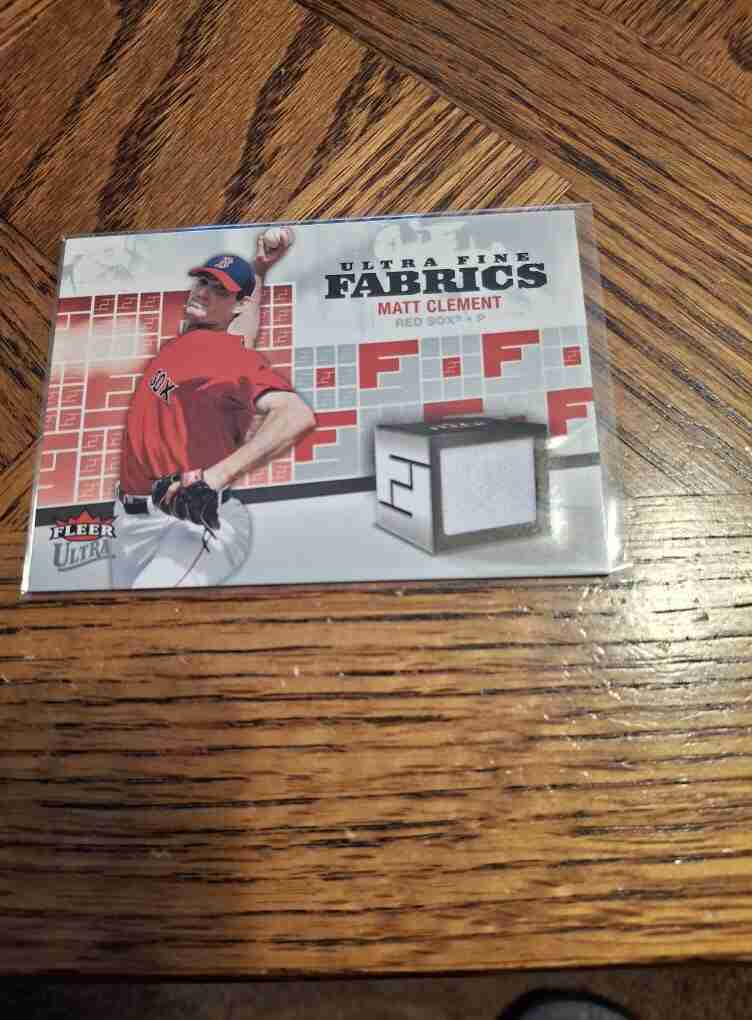 ULTRA FINE
FABRICS
MATT CLEMENT
RED SOX • P
SOX
FLEER
ULTRA